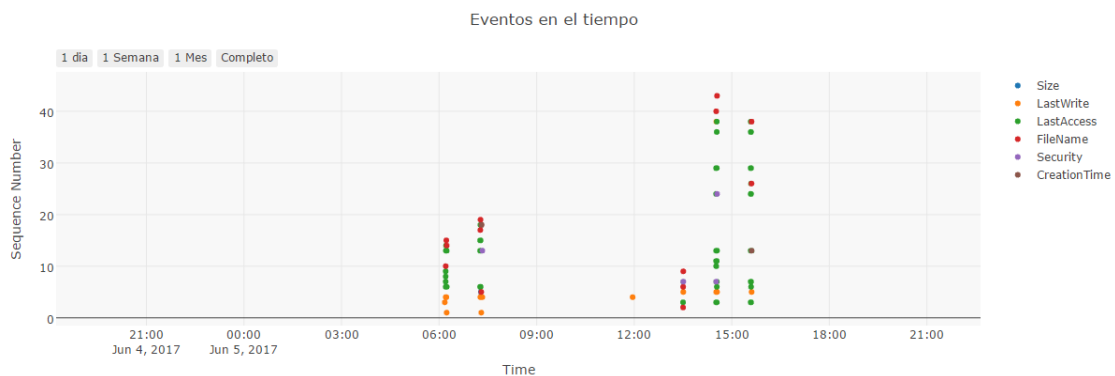 Eventos en el tiempo
1 dia 1 Semana 1 Mes Completo
Size
LastWrite
LastAccess
FileName
Security
CreationTime
Sequence Number
40
30
20
10
0
21:00 00:00 03:00 06:00 09:00 12:00 15:00 18:00 21:00
Jun 4, 2017 Jun 5, 2017
Time